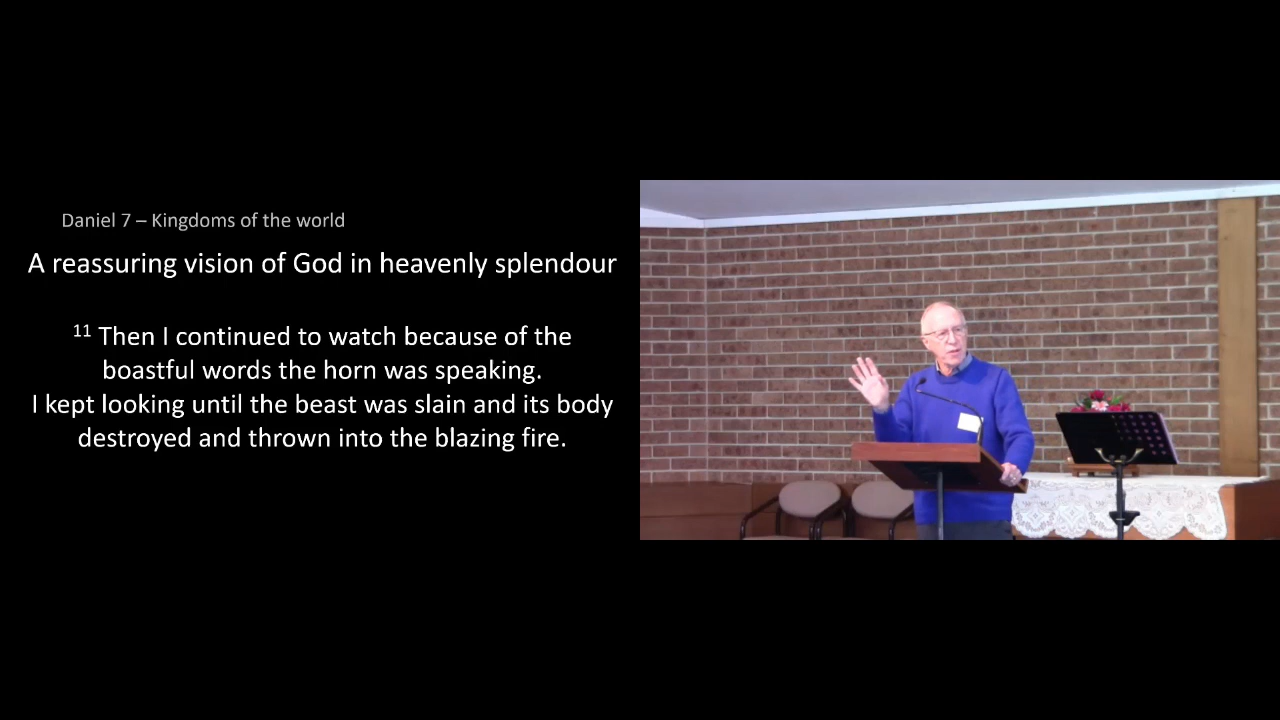 Daniel 7 – Kingdoms of the world
A reassuring vision of God in heavenly splendour
11 Then I continued to watch because of the
boastful words the horn was speaking.
I kept looking until the beast was slain and its body
destroyed and thrown into the blazing fire.